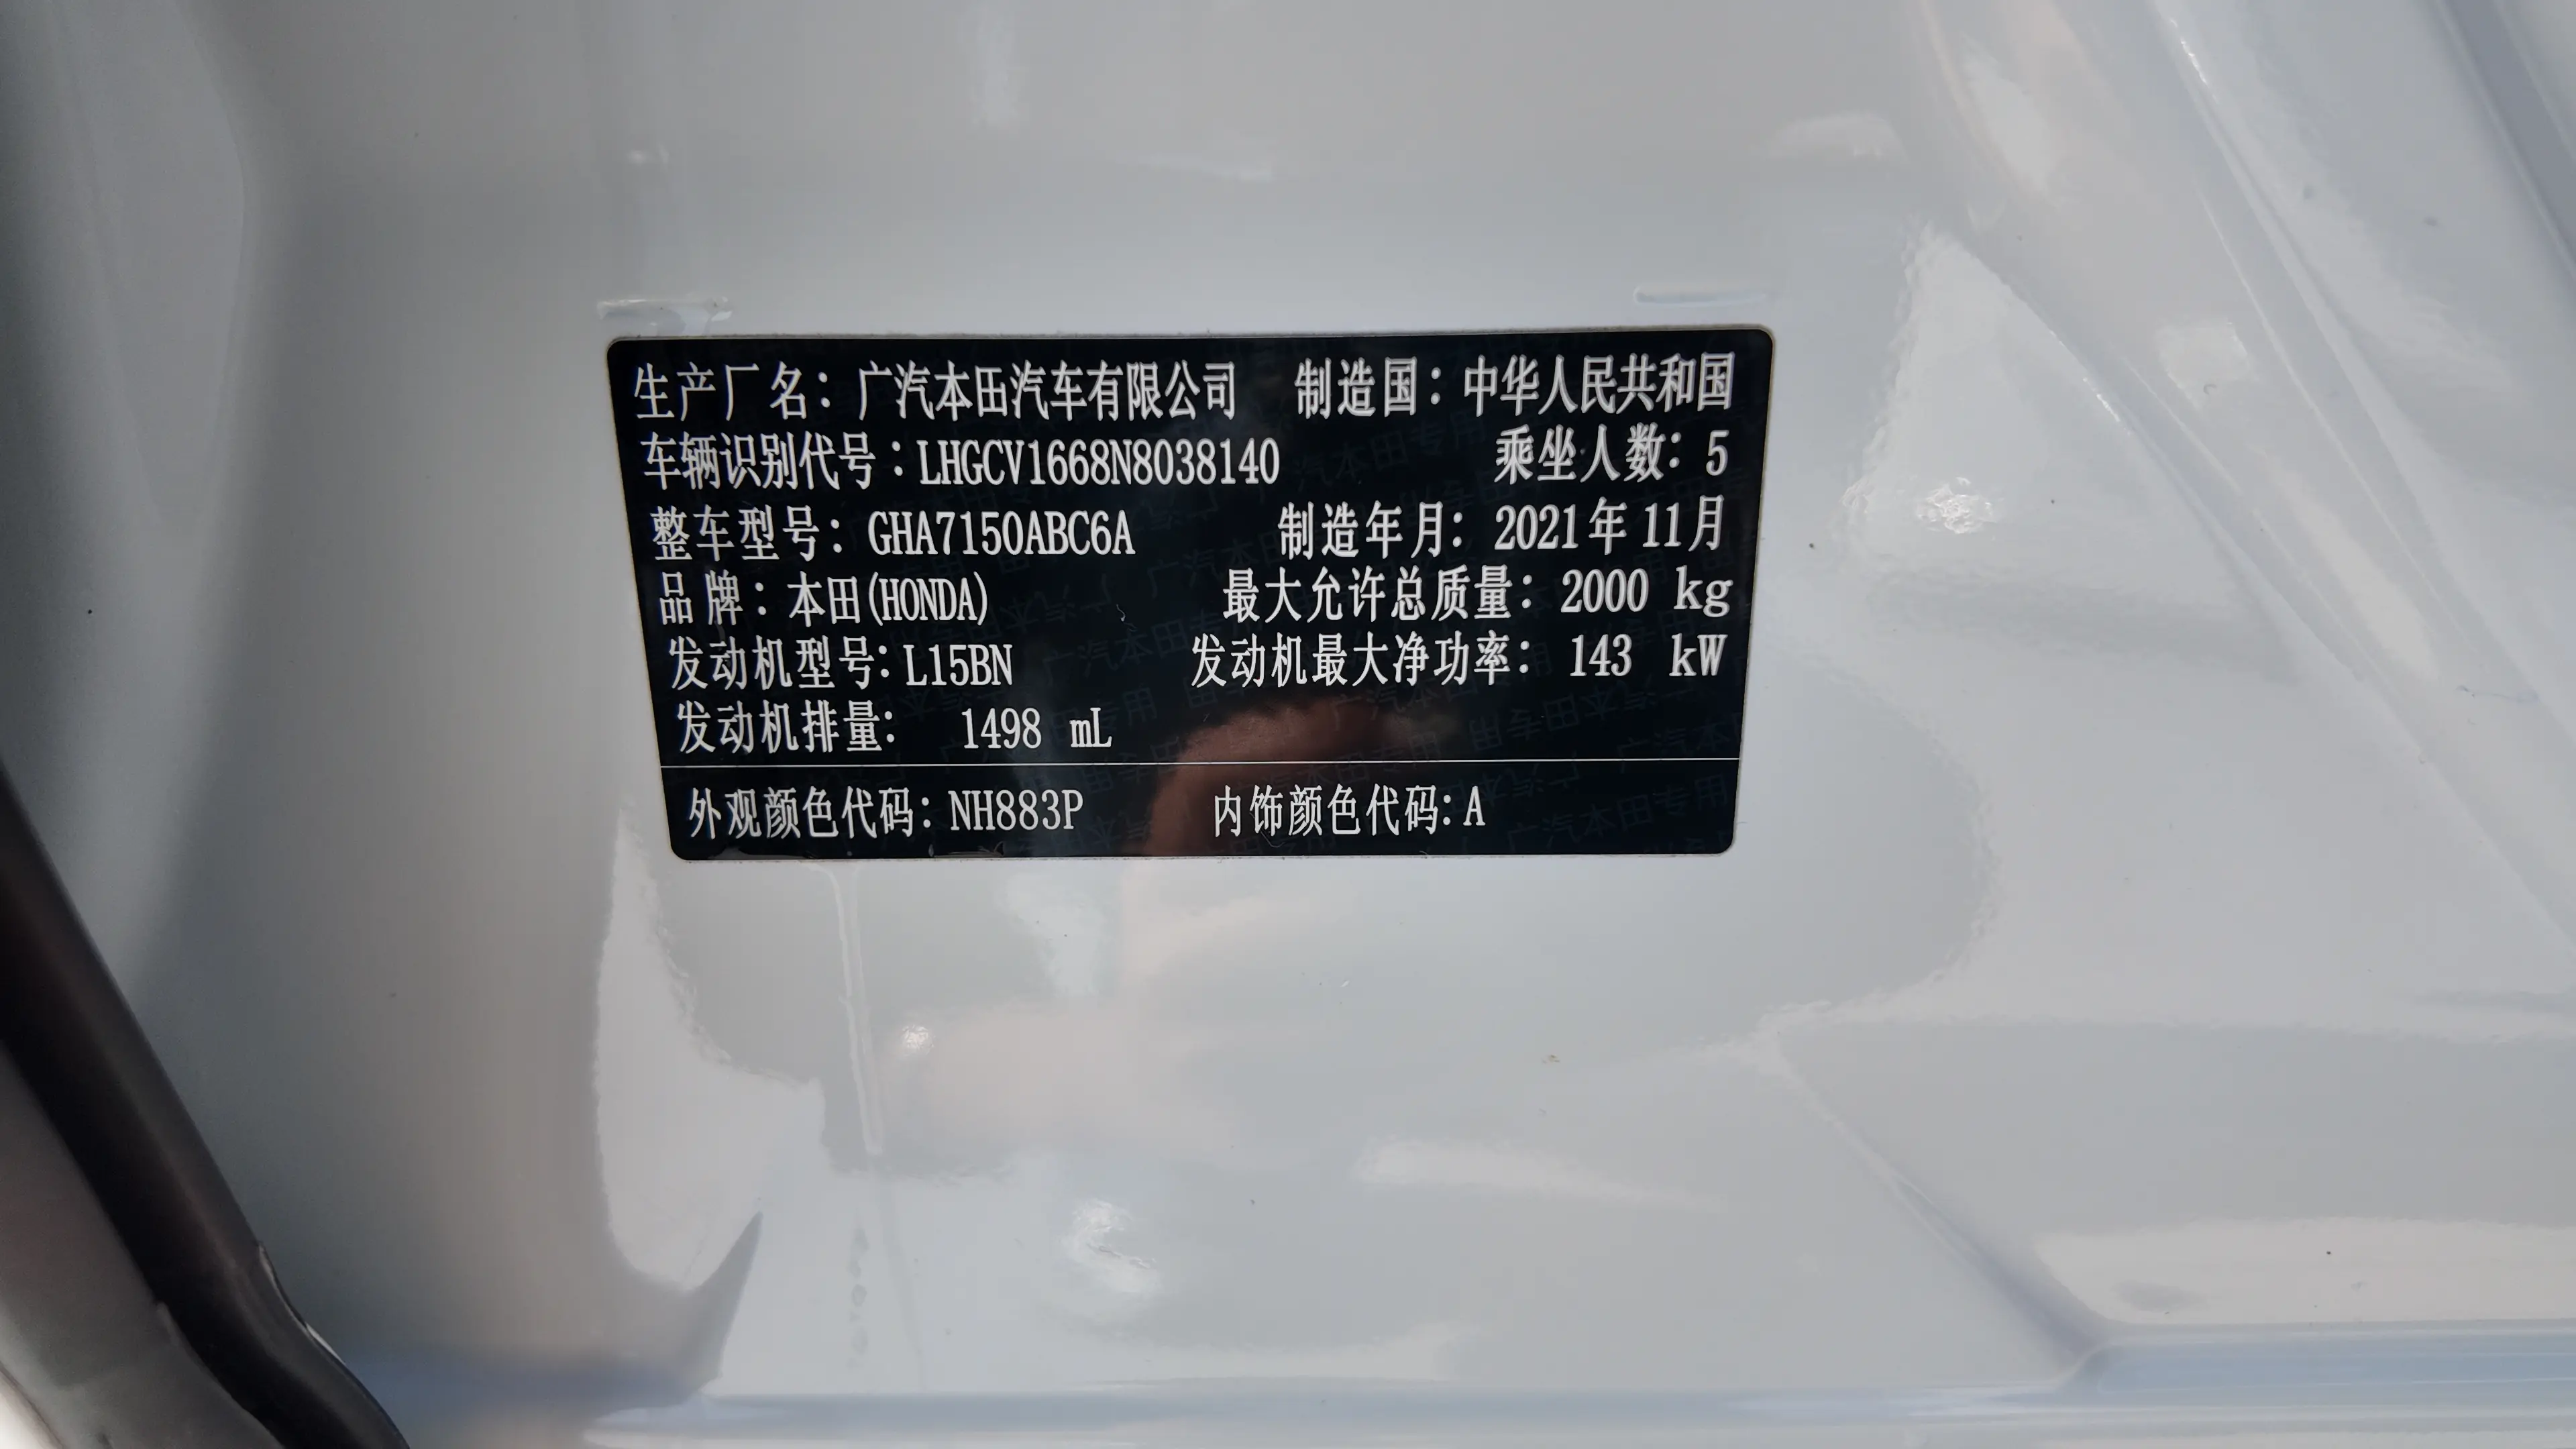 生产厂名：广汽本田汽车有限公司 制造国：中华人民共和国
车辆识别代号：LHGCV1668N8038140 乘坐人数：5
整车型号：GHA7150ABC6A 制造年月：2021年11月
品牌：本田(HONDA) 最大允许总质量：2000 kg
发动机型号：L15BN 发动机最大净功率：143 kW
发动机排量： 1498 mL
外观颜色代码：NH883P 内饰颜色代码：A